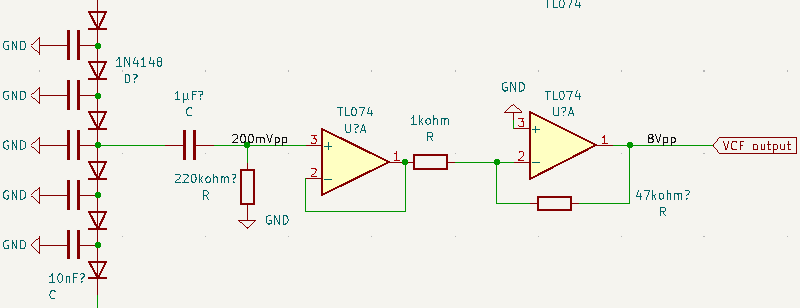 TL074
GND
1N4148
D?
GND
1µF?
C
GND
200mVpp
220kohm?
R
GND
GND
GND
10nF?
C
TL074
U?A
3
+
2
−
1
1kohm
R
GND
TL074
U?A
3
+
2
−
1
8Vpp
VCF output
47kohm?
R